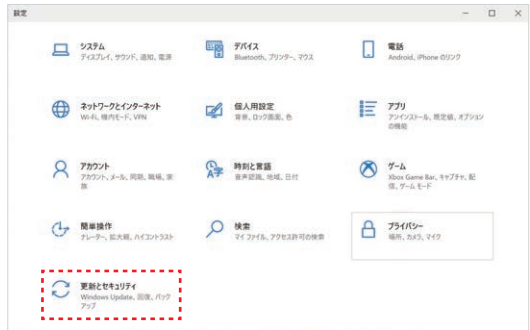 設定
システム
ディスプレイ、サウンド、通知、電源
デバイス
Bluetooth、プリンター、マウス
電話
Android、iPhone のリンク
ネットワークとインターネット
Wi-Fi、機内モード、VPN
個人用設定
背景、ロック画面、色
アプリ
アンインストール、既定値、オプション
の機能
アカウント
アカウント、メール、同期、職場、家
族
時刻と言語
音声認識、地域、日付
ゲーム
Xbox Game Bar、キャプチャ、配
信、ゲーム モード
簡単操作
ナレーター、拡大鏡、ハイコントラスト
検索
マイ ファイル、アクセス許可の検索
プライバシー
場所、カメラ、マイク
更新とセキュリティ
Windows Update、回復、バック
アップ